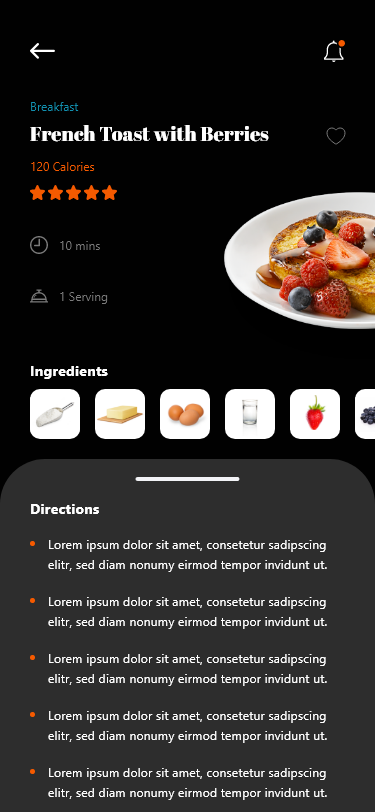 Breakfast
French Toast with Berries
120 Calories
10 mins
1 Serving
Ingredients
Directions
Lorem ipsum dolor sit amet, consetetur sadipscing
elitr, sed diam nonumy eirmod tempor invidunt ut.
Lorem ipsum dolor sit amet, consetetur sadipscing
elitr, sed diam nonumy eirmod tempor invidunt ut.
Lorem ipsum dolor sit amet, consetetur sadipscing
elitr, sed diam nonumy eirmod tempor invidunt ut.
Lorem ipsum dolor sit amet, consetetur sadipscing
elitr, sed diam nonumy eirmod tempor invidunt ut.
Lorem ipsum dolor sit amet, consetetur sadipscing
elitr, sed diam nonumy eirmod tempor invidunt ut.